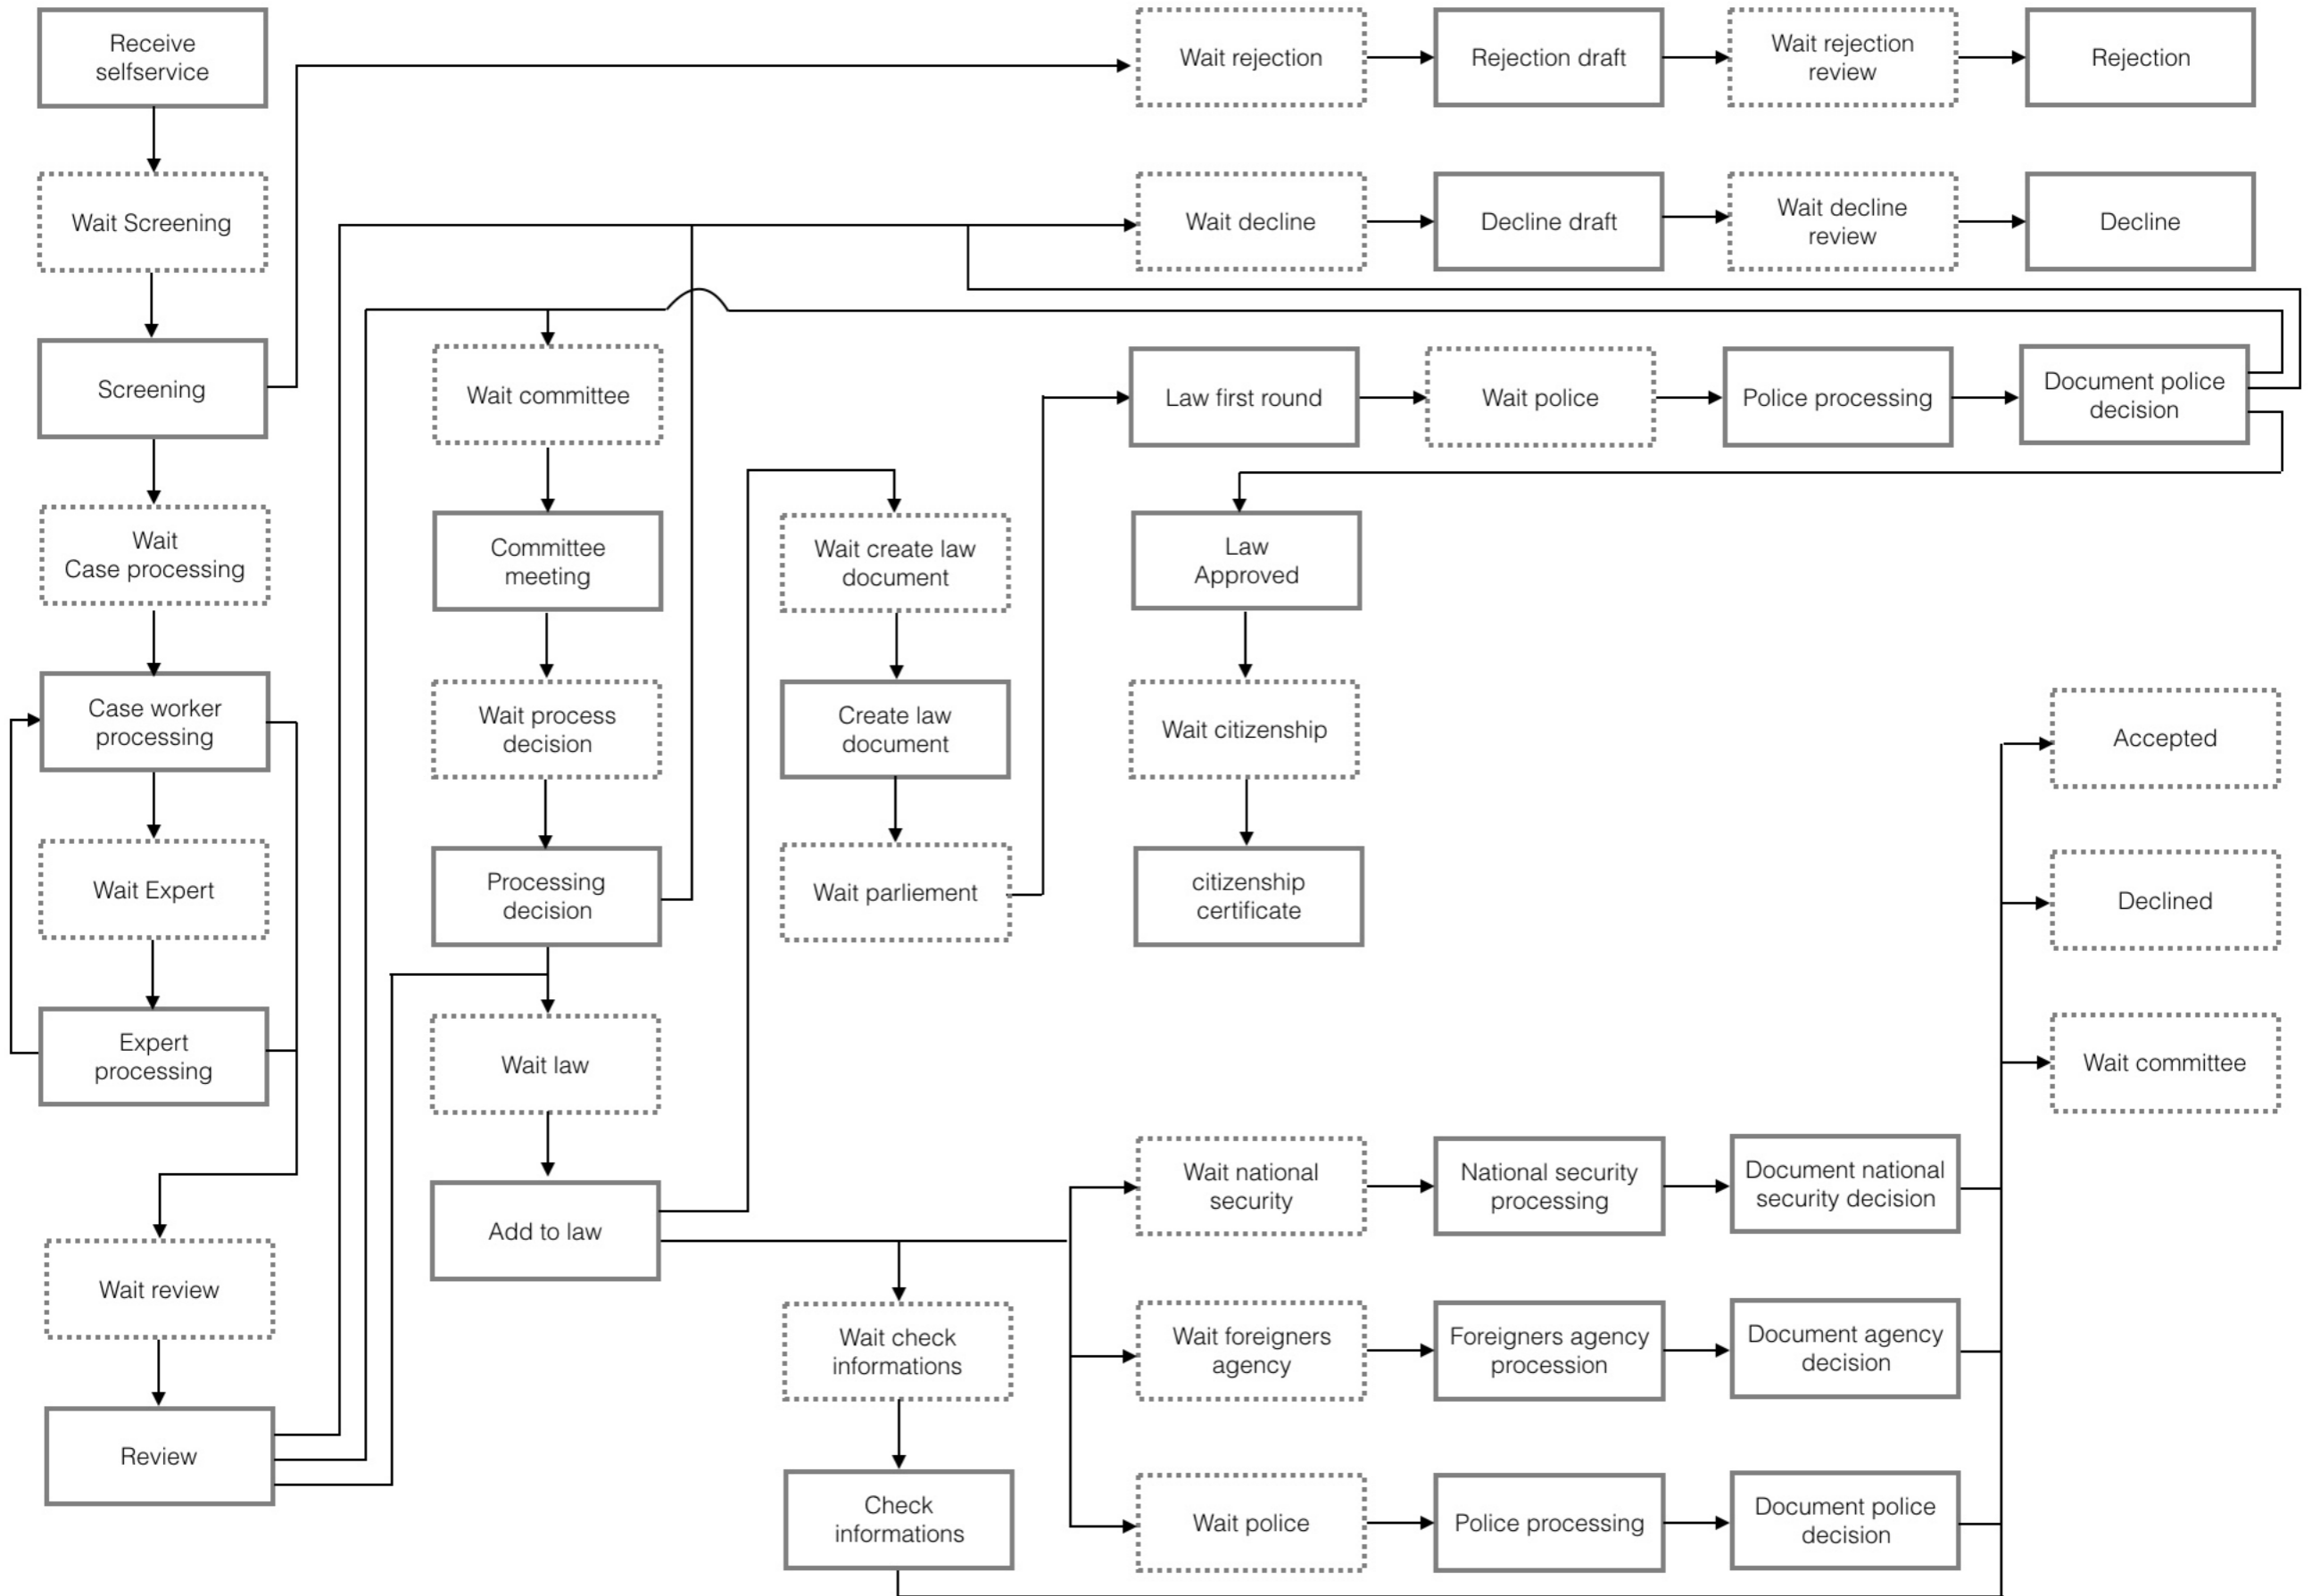 Receive
selfservice
Wait rejection
Rejection draft
Wait rejection
review
Rejection
Wait Screening
Wait decline
Decline draft
Wait decline
review
Decline
Screening
Wait committee
Law first round
Wait police
Police processing
Document police
decision
Wait
Case processing
Committee
meeting
Wait create law
document
Law
Approved
Case worker
processing
Wait process
decision
Create law
document
Wait citizenship
Accepted
Wait Expert
Processing
decision
Wait parliement
citizenship
certificate
Declined
Expert
processing
Wait law
Wait committee
Wait national
security
National security
processing
Document national
security decision
Add to law
Wait review
Wait check
informations
Wait foreigners
agency
Foreigners agency
procession
Document agency
decision
Review
Check
informations
Wait police
Police processing
Document police
decision